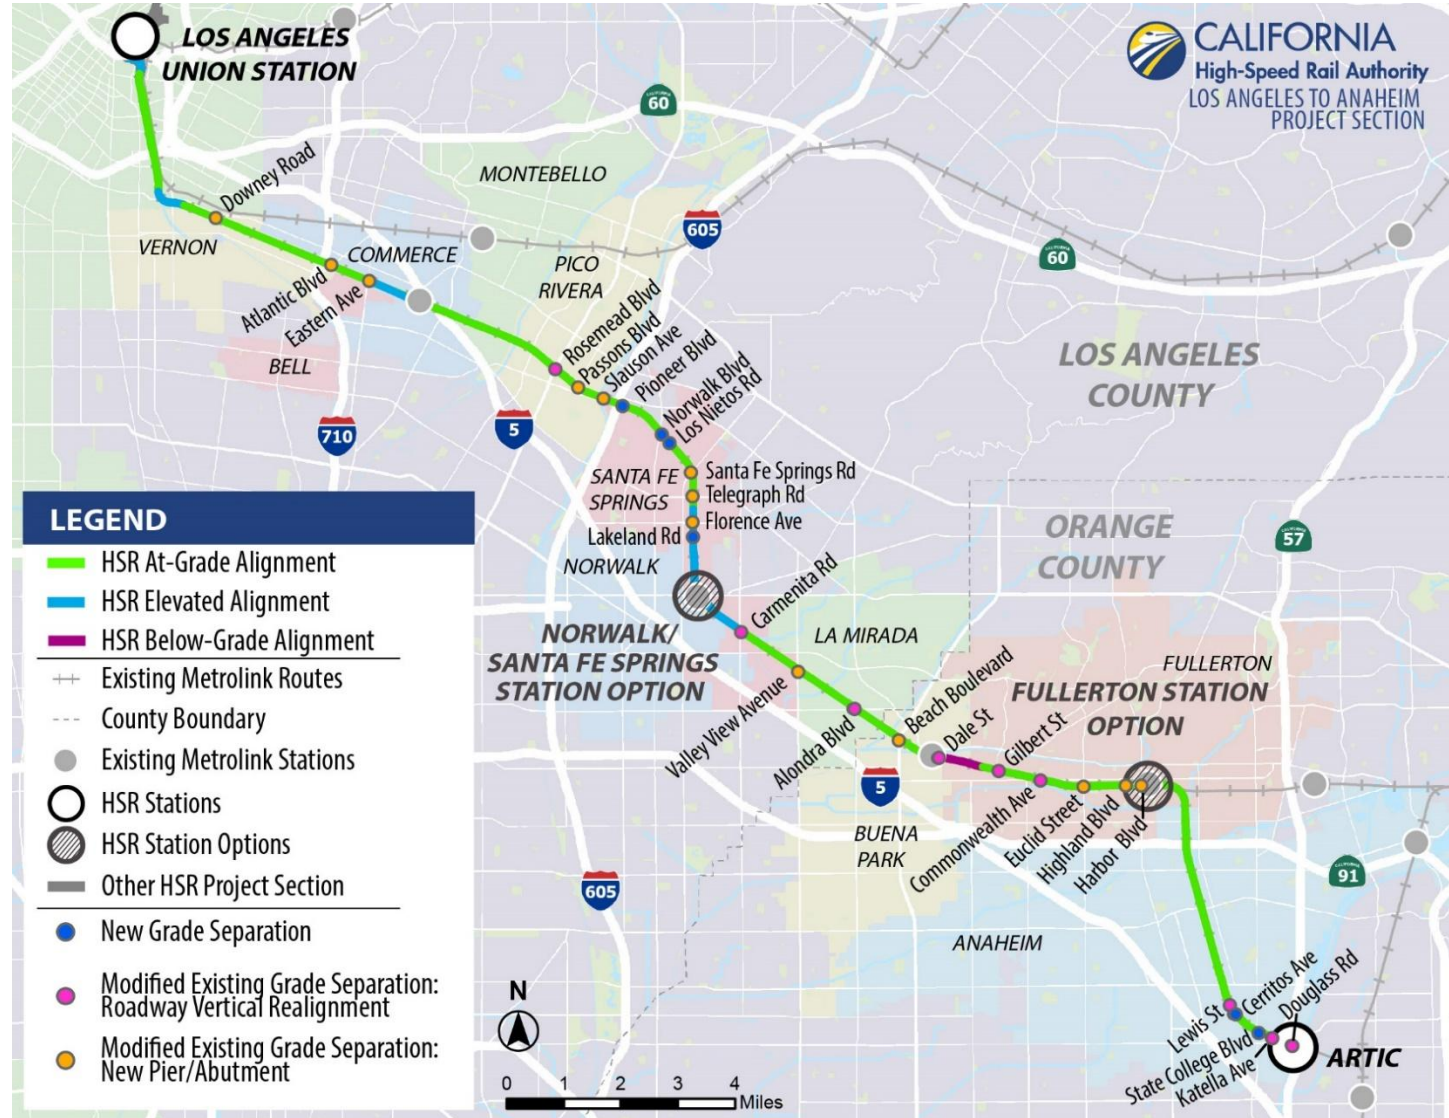 LOS ANGELES
UNION STATION
CALIFORNIA
High-Speed Rail Authority
LOS ANGELES TO ANAHEIM
PROJECT SECTION
60
MONTEBELLO
Downey Road
605
VERNON
COMMERCE
60
PICO
RIVERA
Atlantic Blvd
Eastern Ave
Rosemead Blvd
Passons Blvd
Slauson Ave
Pioneer Blvd
Norwalk Blvd
Los Nietos Rd
BELL
710
5
LOS ANGELES
COUNTY
SANTA FE
SPRINGS
Santa Fe Springs Rd
Telegraph Rd
Florence Ave
Lakeland Rd
NORWALK
ORANGE
COUNTY
CALIFORNIA
57
NORWALK/
SANTA FE SPRINGS
STATION OPTION
Carmenita Rd
LA MIRADA
Valley View Avenue
Alondra Blvd
Beach Boulevard
Dale St
Gilbert St
FULLERTON
FULLERTON STATION
OPTION
5
Commonwealth Ave
Euclid Street
Highland Blvd
Harbor Blvd
BUENA
PARK
605
CALIFORNIA
91
ANAHEIM
Lewis St
Cerritos Ave
State College Blvd
Katella Ave
Douglass Rd
ARTIC
LEGEND
HSR At-Grade Alignment
HSR Elevated Alignment
HSR Below-Grade Alignment
Existing Metrolink Routes
County Boundary
Existing Metrolink Stations
HSR Stations
HSR Station Options
Other HSR Project Section
New Grade Separation
Modified Existing Grade Separation:
Roadway Vertical Realignment
Modified Existing Grade Separation:
New Pier/Abutment
N
0 1 2 3 4
Miles